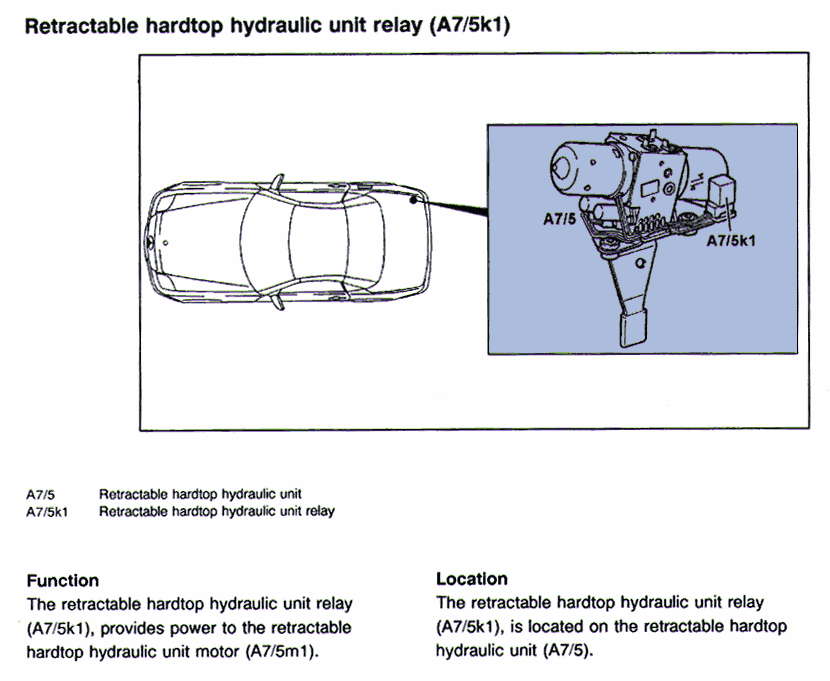 Retractable hardtop hydraulic unit relay (A7/5k1)
A7/5
A7/5k1
A7/5 Retractable hardtop hydraulic unit
A7/5k1 Retractable hardtop hydraulic unit relay
Function
The retractable hardtop hydraulic unit relay
(A7/5k1), provides power to the retractable
hardtop hydraulic unit motor (A7/5m1).
Location
The retractable hardtop hydraulic unit relay
(A7/5k1), is located on the retractable hardtop
hydraulic unit (A7/5).